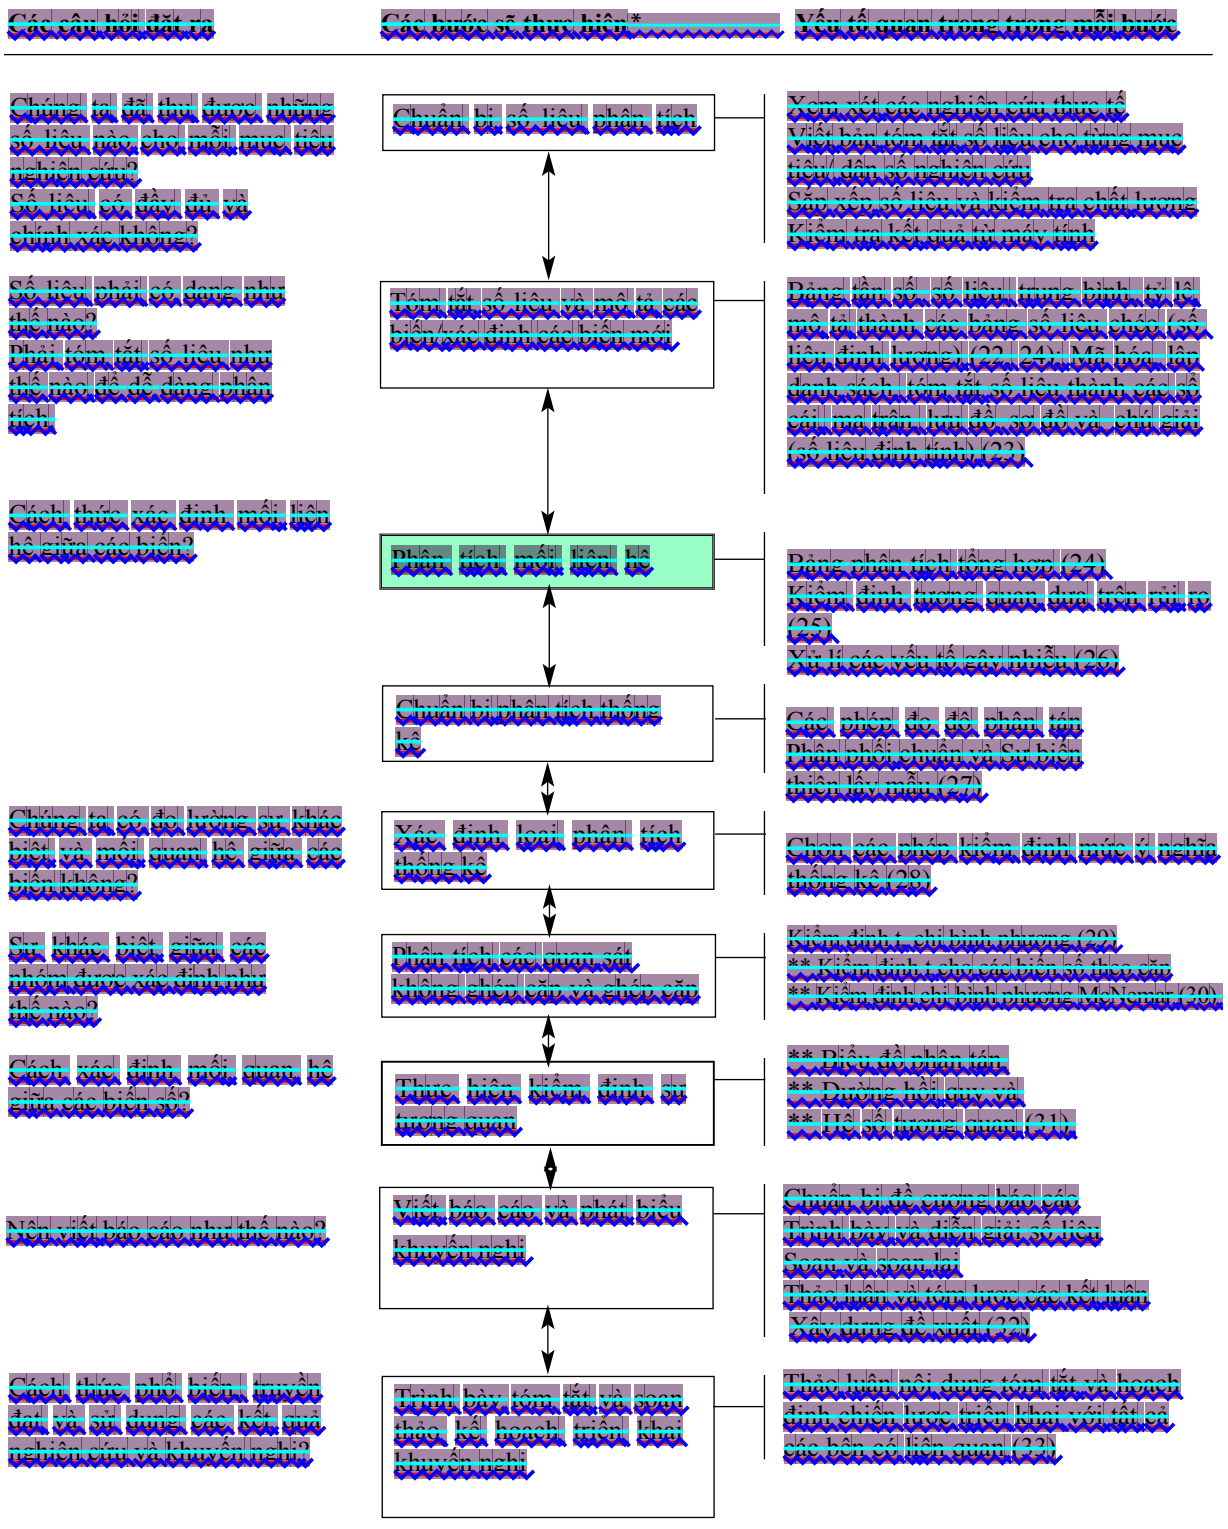 Các câu hỏi đặt ra
Các bước sẽ thực hiện *
Yếu tố quan trọng trong mỗi bước
Chúng ta đã thu được những
số liệu nào cho mỗi mục tiêu
nghiên cứu?
Số liệu có đầy đủ và
chính xác không?
Chuẩn bị số liệu phân tích
Xem xét các nghiên cứu thực tế
Viết bản tóm tắt số liệu cho từng mục
tiêu/ dân số nghiên cứu
Sắp xếp số liệu và kiểm tra chất lượng
Kiểm tra kết quả từ máy tính
Số liệu phải có dạng như
thế nào?
Phải tóm tắt số liệu như
thế nào để dễ dàng phân
tích
Tóm tắt số liệu và mô tả các
biến/xác định các biến mới
Bảng tần số, số liệu, trung bình, tỷ lệ,
mô tả thành các bảng số liệu chéo (số
liệu định lượng) (22, 24); Mã hóa, lập
danh sách, tóm tắt số liệu thành các sổ
cái, ma trận, lưu đồ, sơ đồ và chú giải
(số liệu định tính) (23)
Cách thức xác định mối liên
hệ giữa các biến?
Phân tích mối liên hệ
Bảng phân tích tổng hợp (24)
Kiểm định tương quan dựa trên rủi ro
(25)
Xử lí các yếu tố gây nhiễu (26)
Chuẩn bị phân tích thống
kê
Các phép đo độ phân tán
Phân phối chuẩn và Sự biến
thiên lấy mẫu (27)
Chúng ta có đo lường sự khác
biệt và mối quan hệ giữa các
biến không?
Xác định loại phân tích
thống kê
Chọn các phép kiểm định mức ý nghĩa
thống kê (28)
Sự khác biệt giữa các
nhóm được xác định như
thế nào?
Phân tích các quan sát
không ghép cặp và ghép cặp
Kiểm định t, chi bình phương (29)
** Kiểm định t cho các biến số theo cặp
** Kiểm định chi bình phương McNemar (30)
Cách xác định mối quan hệ
giữa các biến số?
Thực hiện kiểm định sự
tương quan
** Biểu đồ phân tán
** Đường hồi quy và
** Hệ số tương quan (31)
Nên viết báo cáo như thế nào?
Viết báo cáo và phát biểu
khuyến nghị
Chuẩn bị đề cương báo cáo
Trình bày và diễn giải số liệu
Soạn và soạn lại
Thảo luận và tóm lược các kết luận
Xây dựng đề xuất (32)
Cách thức phổ biến, truyền
đạt và sử dụng các kết quả
nghiên cứu và khuyến nghị?
Trình bày tóm tắt và soạn
thảo kế hoạch triển khai
khuyến nghị
Thảo luận nội dung tóm tắt và hoạch
định chiến lược triển khai với tất cả
các bên có liên quan (33)